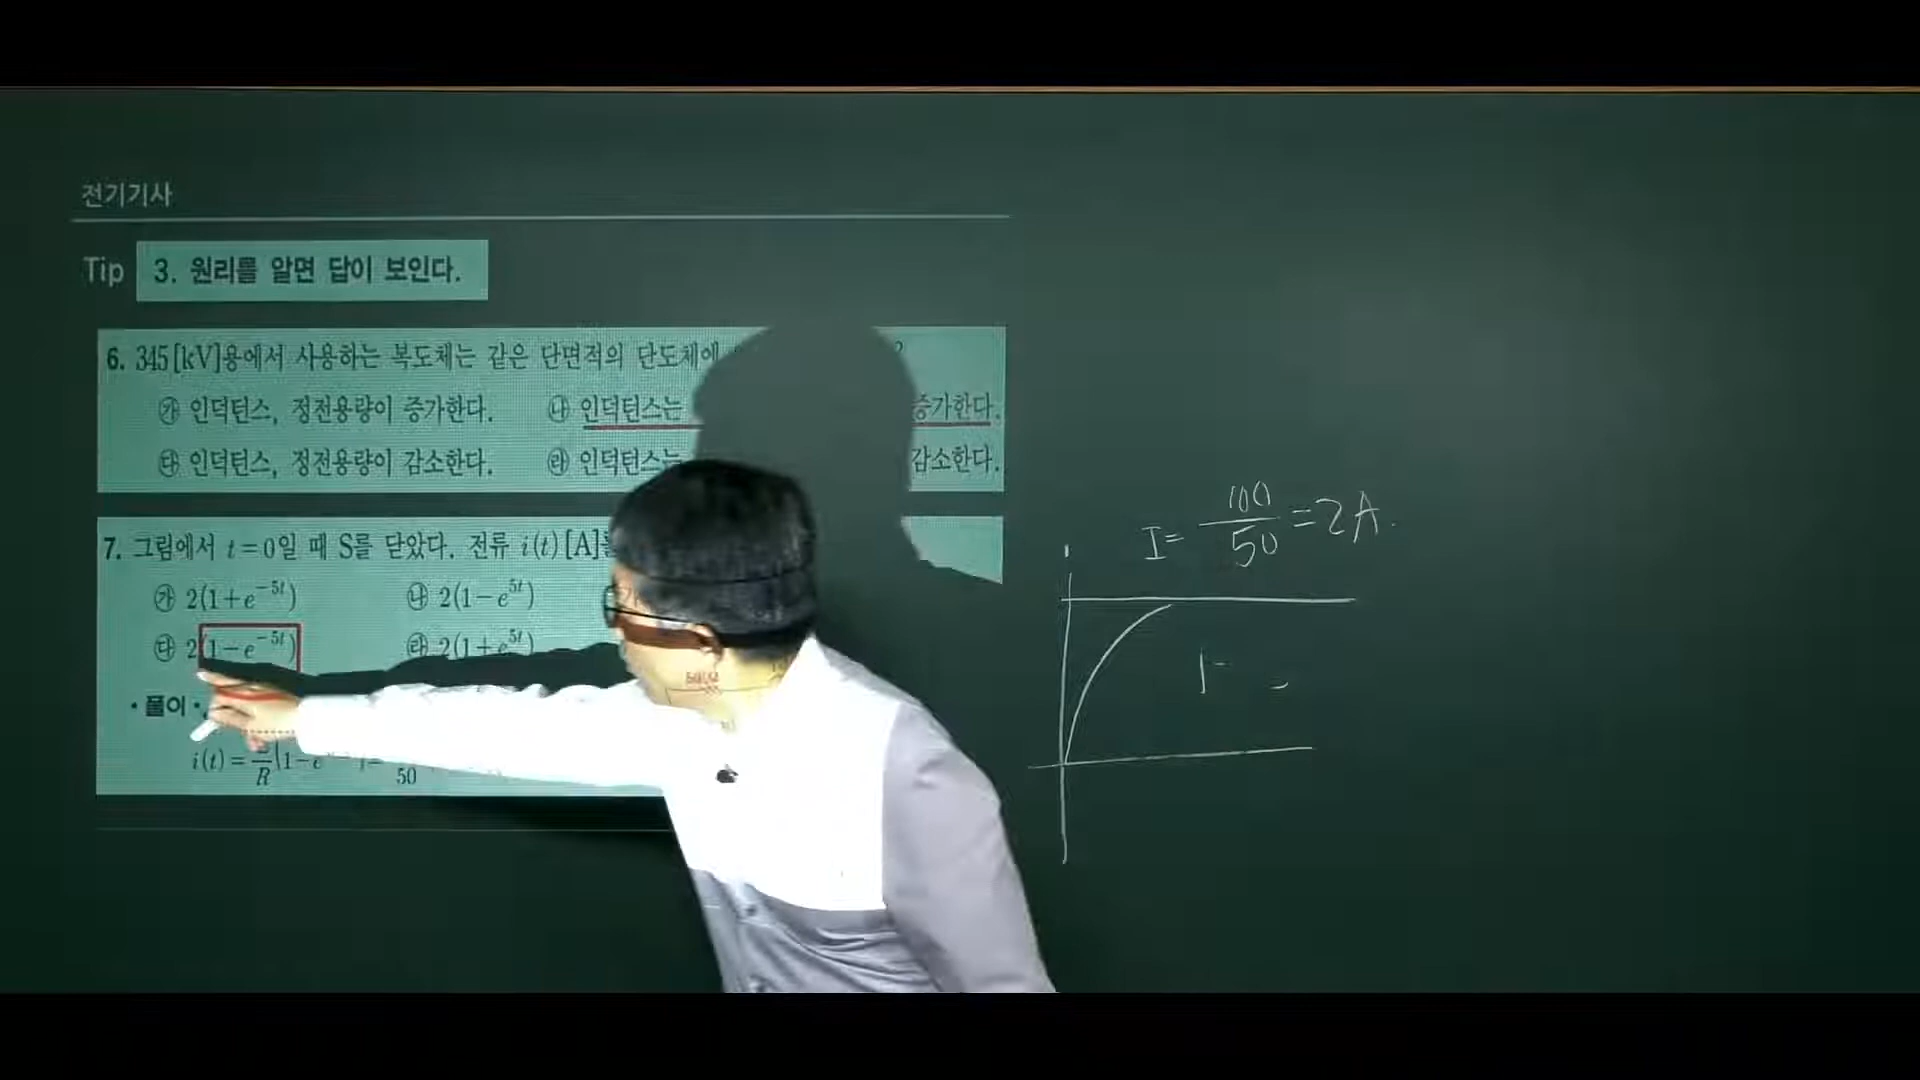 전기기사
Tip 3. 원리를 알면 답이 보인다.
6. 345[kV]용에서 사용하는 복도체는 같은 단면적의 단도체에 ?
㉮ 인덕턴스, 정전용량이 증가한다. ㉯ 인덕턴스는 증가한다.
㉰ 인덕턴스, 정전용량이 감소한다. ㉱ 인덕턴스는 감소한다.
7. 그림에서 t=0일 때 S를 닫았다. 전류 i(t)[A]를
㉮ 2(1+e^{-5t}) ㉯ 2(1-e^{5t})
㉰ 2(1-e^{-5t}) ㉱ 2(1+e^{5t})
• 풀이 •
i(t) = R (1-e 50
I = 100/50 = 2A.
1-